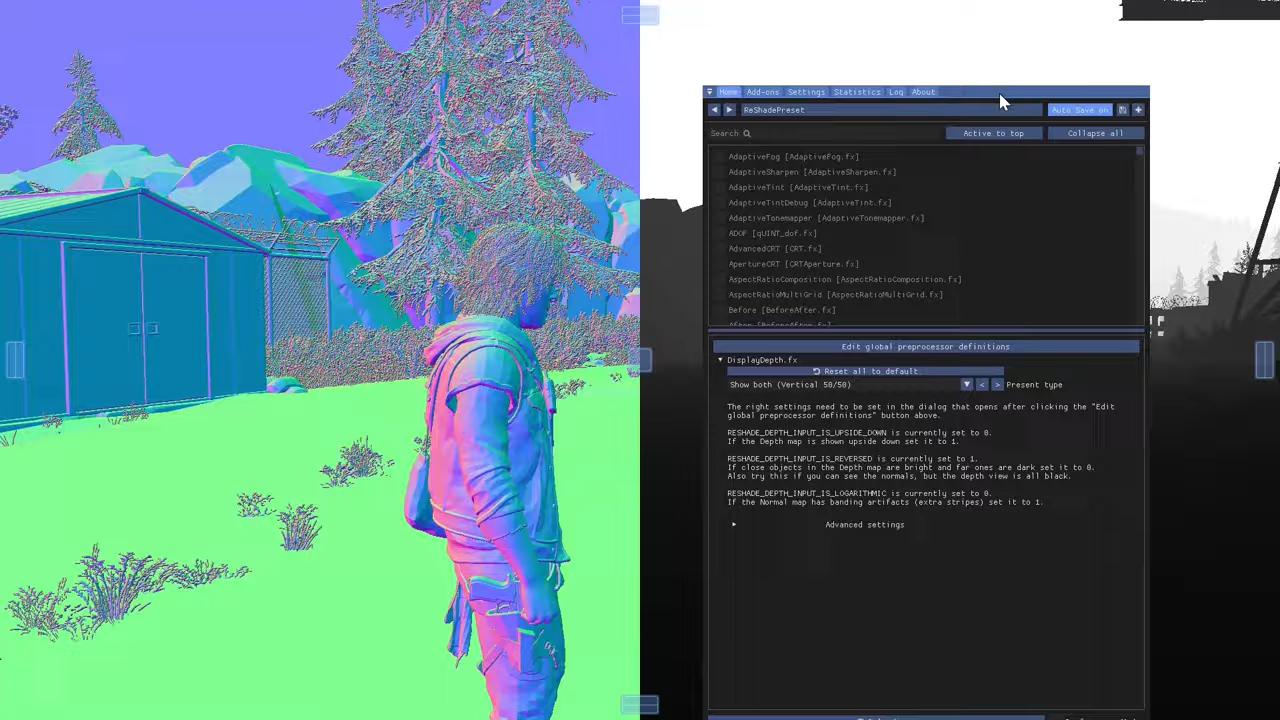 Home Add-ons Settings Statistics Log About
ReShadePreset Auto Save on
Search Active to top Collapse all
AdaptiveFog [AdaptiveFog.fx]
AdaptiveSharpen [AdaptiveSharpen.fx]
AdaptiveTint [AdaptiveTint.fx]
AdaptiveTintDebug [AdaptiveTint.fx]
AdaptiveTonemapper [AdaptiveTonemapper.fx]
ADOF [qUINT_dof.fx]
AdvancedCRT [CRT.fx]
ApertureCRT [CRTAperture.fx]
AspectRatioComposition [AspectRatioComposition.fx]
AspectRatioMultiGrid [AspectRatioMultiGrid.fx]
Before [BeforeAfter.fx]
After [BeforeAfter.fx]
Edit global preprocessor definitions
DisplayDepth.fx
Reset all to default
Show both (Vertical 50/50) < > Present type
The right settings need to be set in the dialog that opens after clicking the "Edit
global preprocessor definitions" button above.
RESHADE_DEPTH_INPUT_IS_UPSIDE_DOWN is currently set to 0.
If the Depth map is shown upside down set it to 1.
RESHADE_DEPTH_INPUT_IS_REVERSED is currently set to 1.
If close objects in the Depth map are bright and far ones are dark set it to 0.
Also try this if you can see the normals, but the depth view is all black.
RESHADE_DEPTH_INPUT_IS_LOGARITHMIC is currently set to 0.
If the Normal map has banding artifacts (extra stripes) set it to 1.
Advanced settings